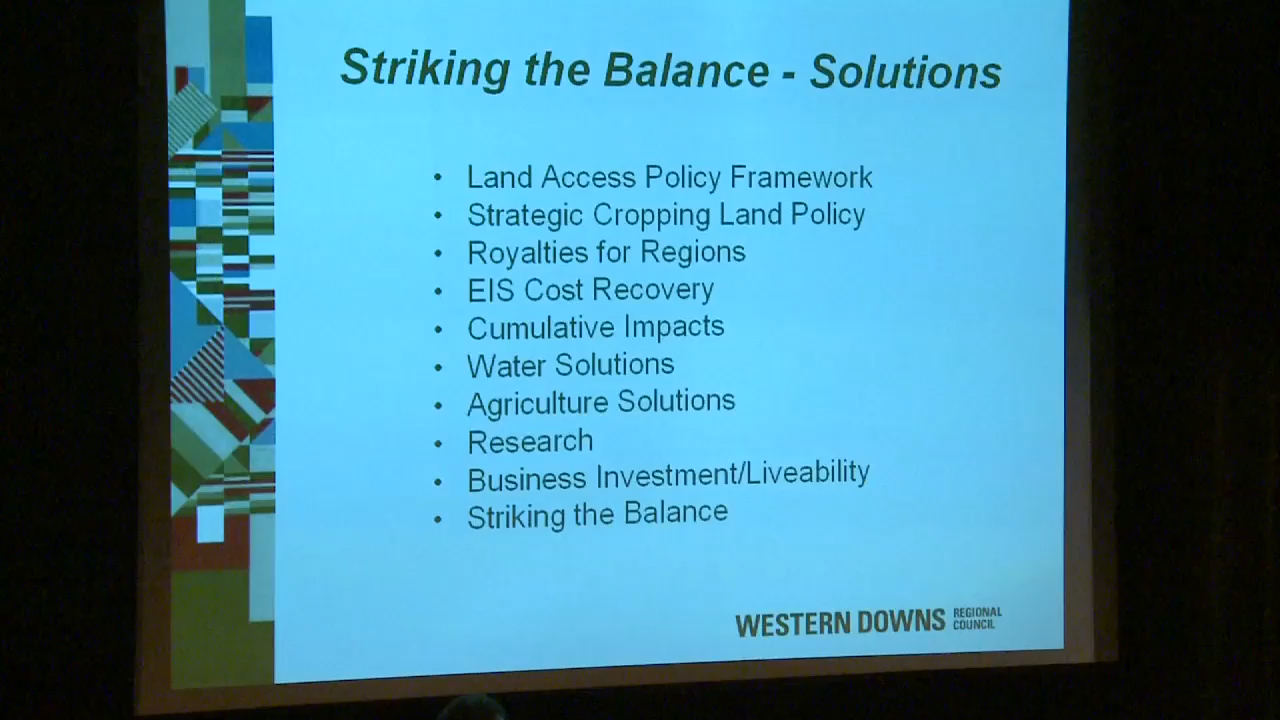 Striking the Balance - Solutions
• Land Access Policy Framework
• Strategic Cropping Land Policy
• Royalties for Regions
• EIS Cost Recovery
• Cumulative Impacts
• Water Solutions
• Agriculture Solutions
• Research
• Business Investment/Liveability
• Striking the Balance
WESTERN DOWNS REGIONAL COUNCIL